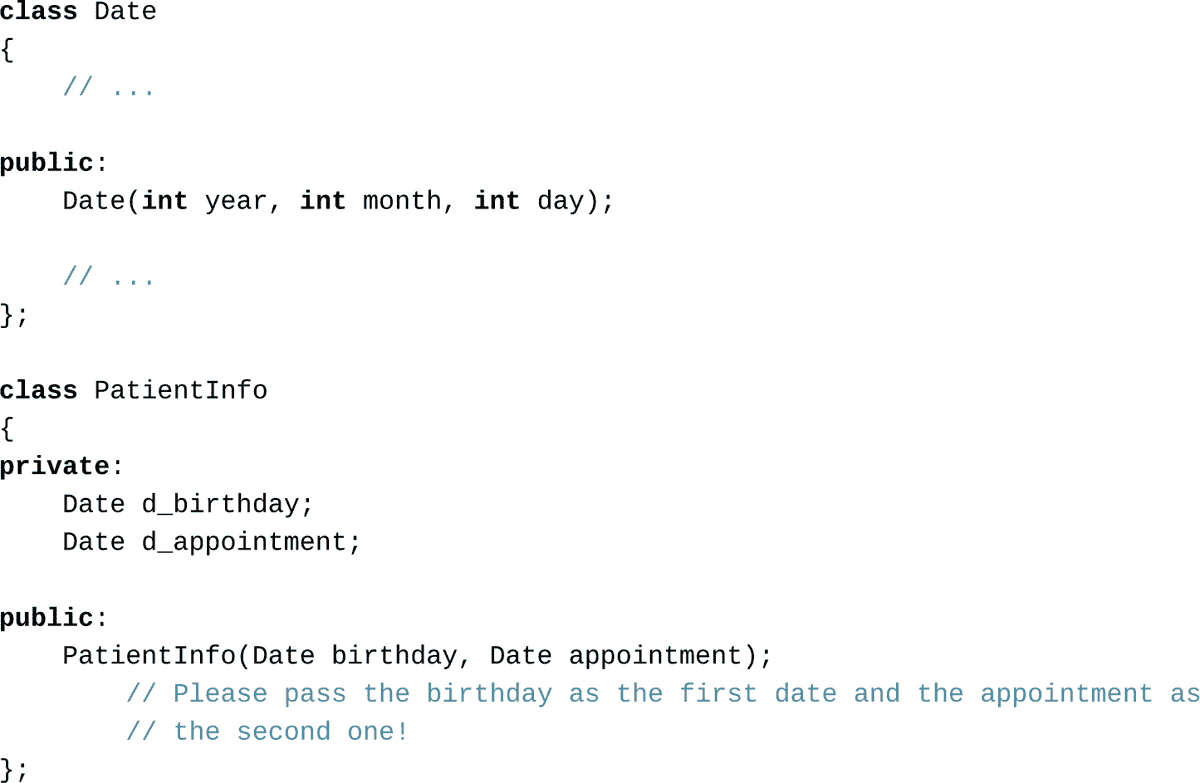 class Date
{
    // ...

public:
    Date(int year, int month, int day);

    // ...
};

class PatientInfo
{
private:
    Date d_birthday;
    Date d_appointment;

public:
    PatientInfo(Date birthday, Date appointment);
        // Please pass the birthday as the first date and the appointment as
        // the second one!
};